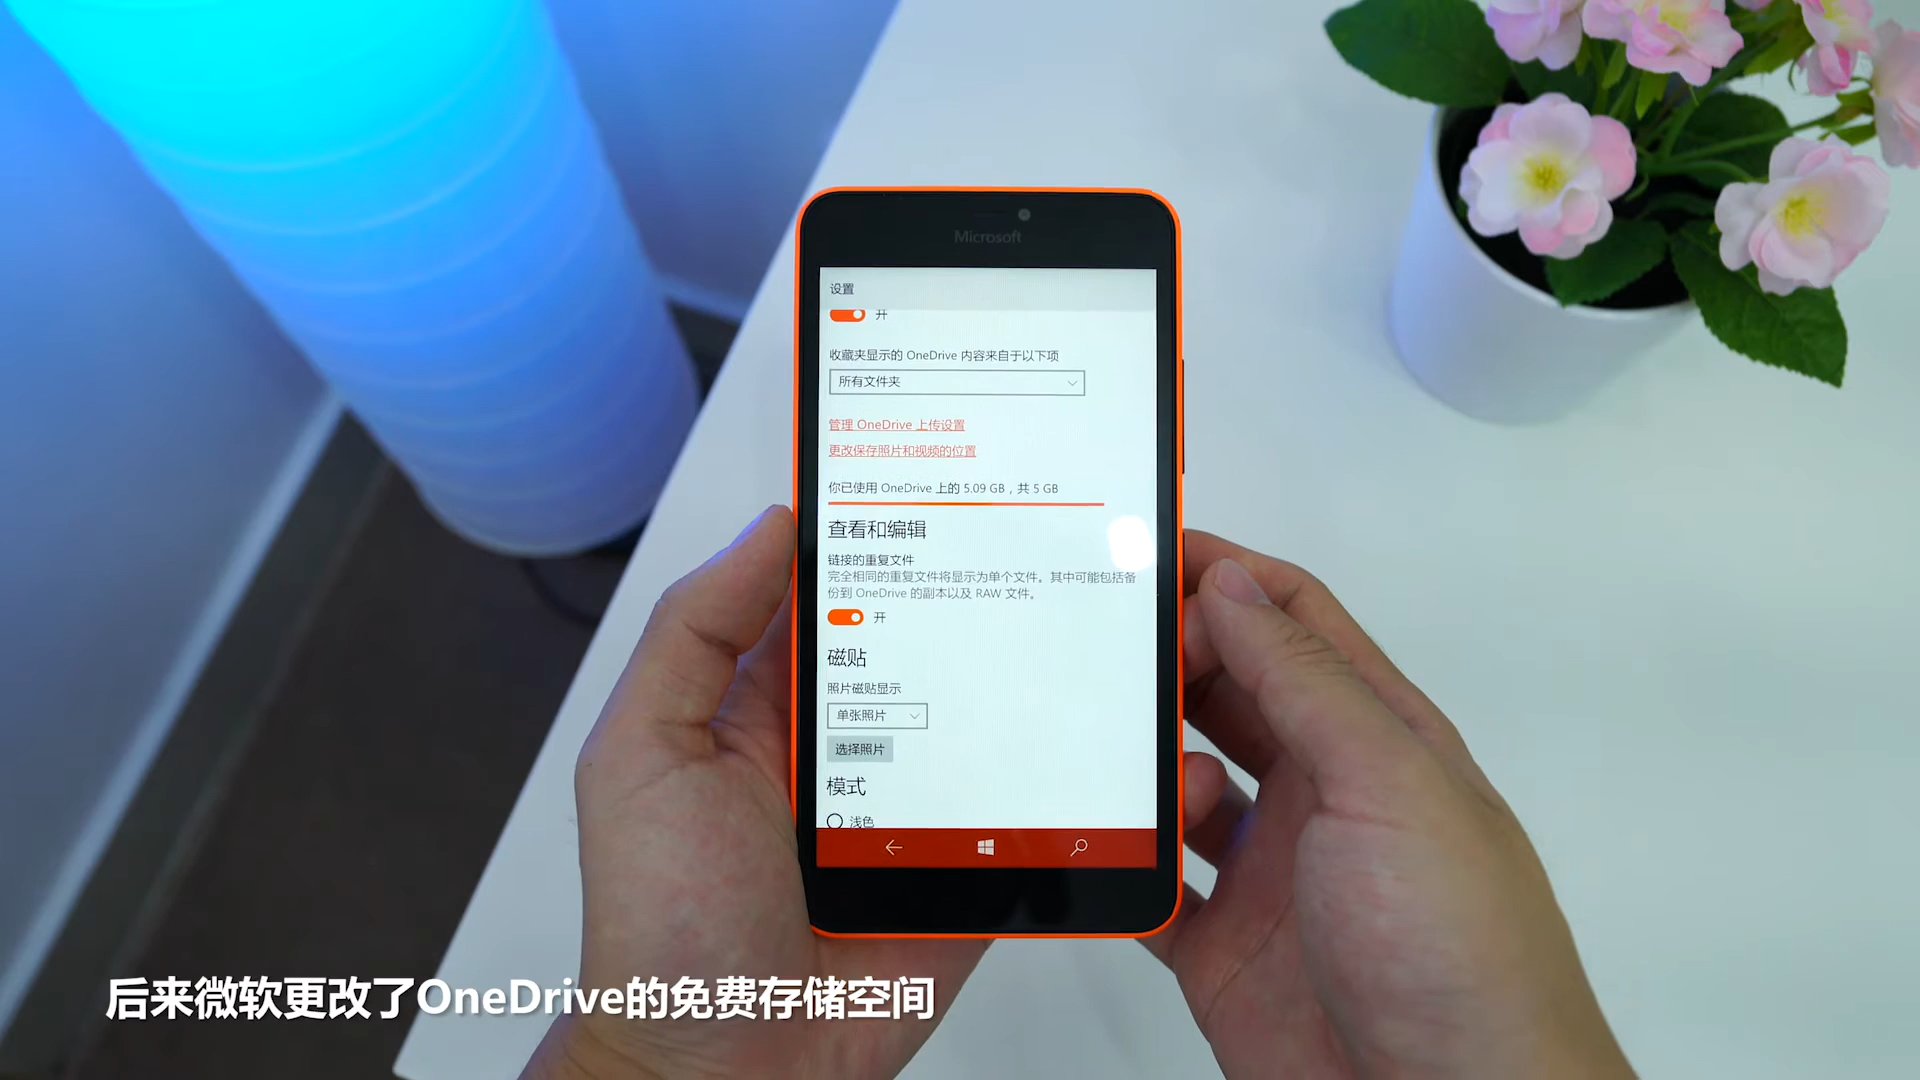 Microsoft
设置
开
收藏夹显示的 OneDrive 内容来自于以下项
所有文件夹
管理 OneDrive 上传设置
更改保存照片和视频的位置
你已使用 OneDrive 上的 5.09 GB，共 5 GB
查看和编辑
链接的重复文件
完全相同的重复文件将显示为单个文件。其中可能包括备
份到 OneDrive 的副本以及 RAW 文件。
开
磁贴
照片磁贴显示
单张照片
选择照片
模式
浅色
后来微软更改了OneDrive的免费存储空间